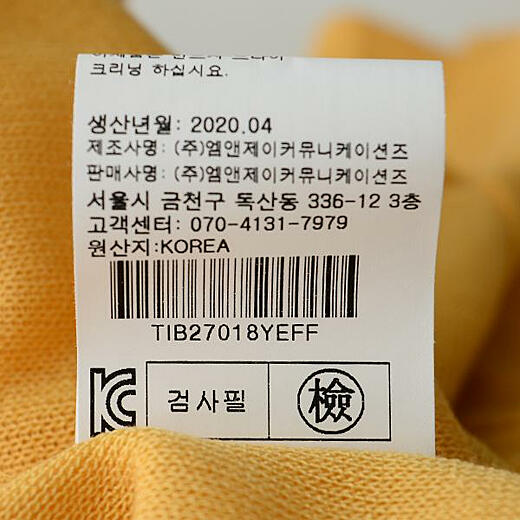 크리닝 하십시요.
생산년월: 2020.04
제조사명: (주)엠앤제이커뮤니케이션즈
판매사명: (주)엠앤제이커뮤니케이션즈
서울시 금천구 독산동 336-12 3층
고객센터: 070-4131-7979
원산지:KOREA
TIB27018YEFF
검사필 檢